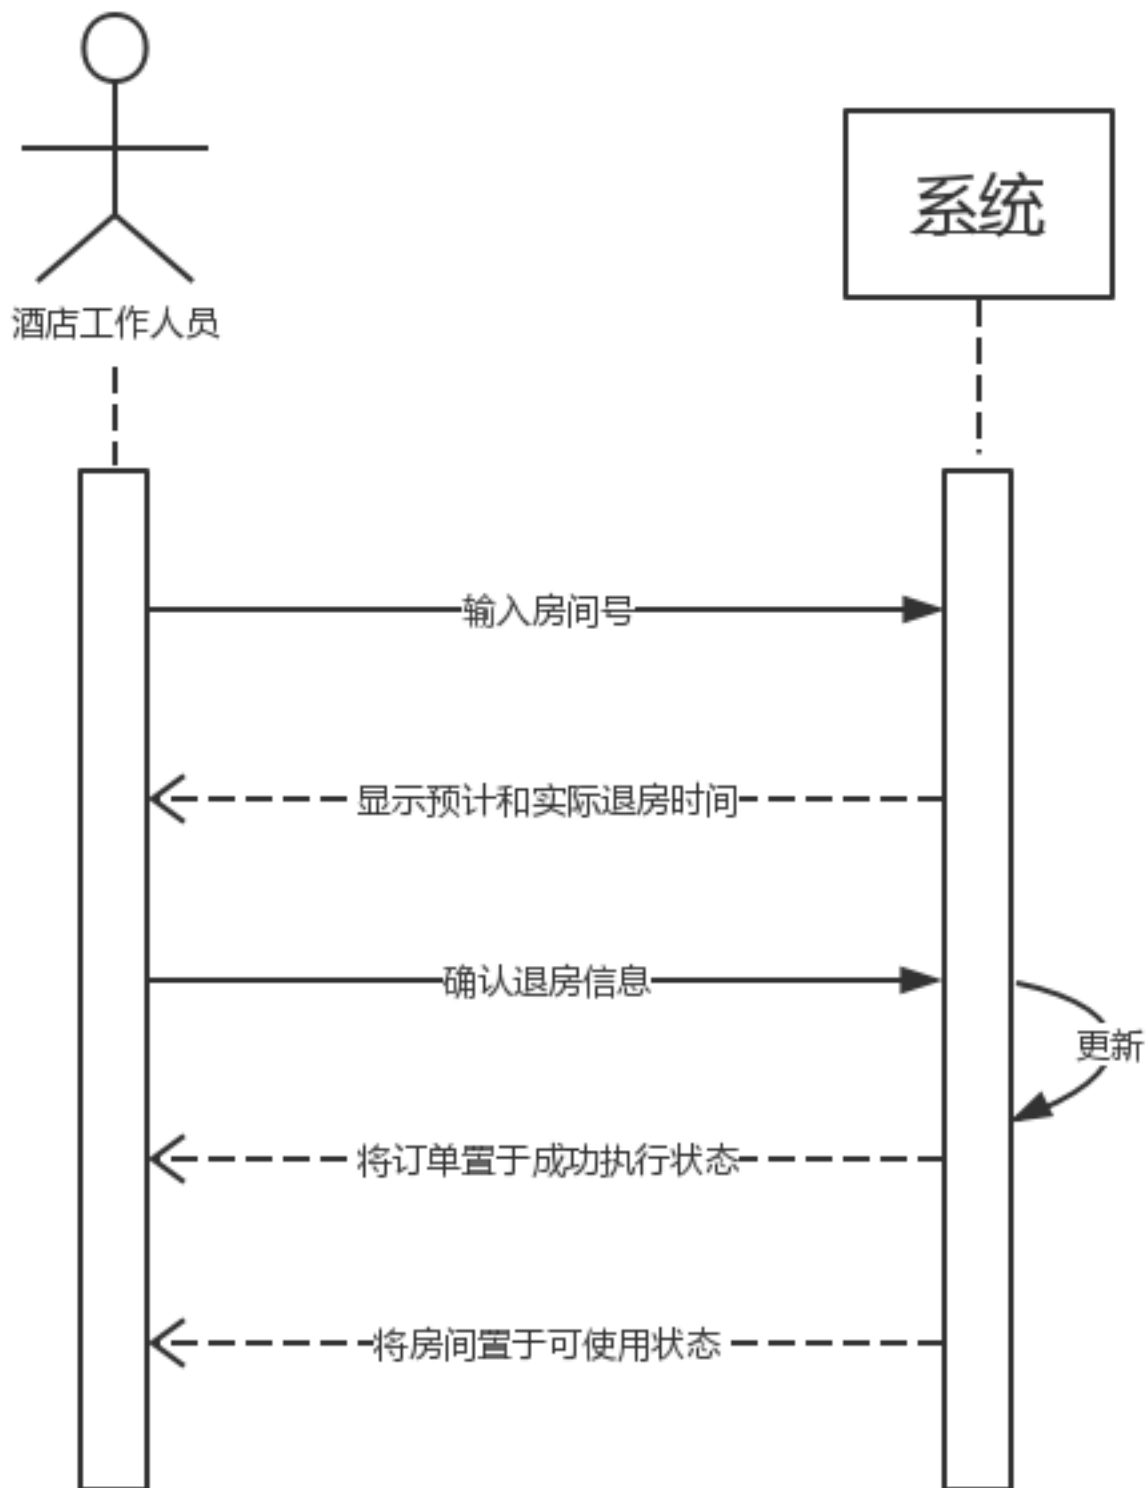 系统
酒店工作人员
输入房间号
显示预计和实际退房时间
确认退房信息
更新
将订单置于成功执行状态
将房间置于可使用状态